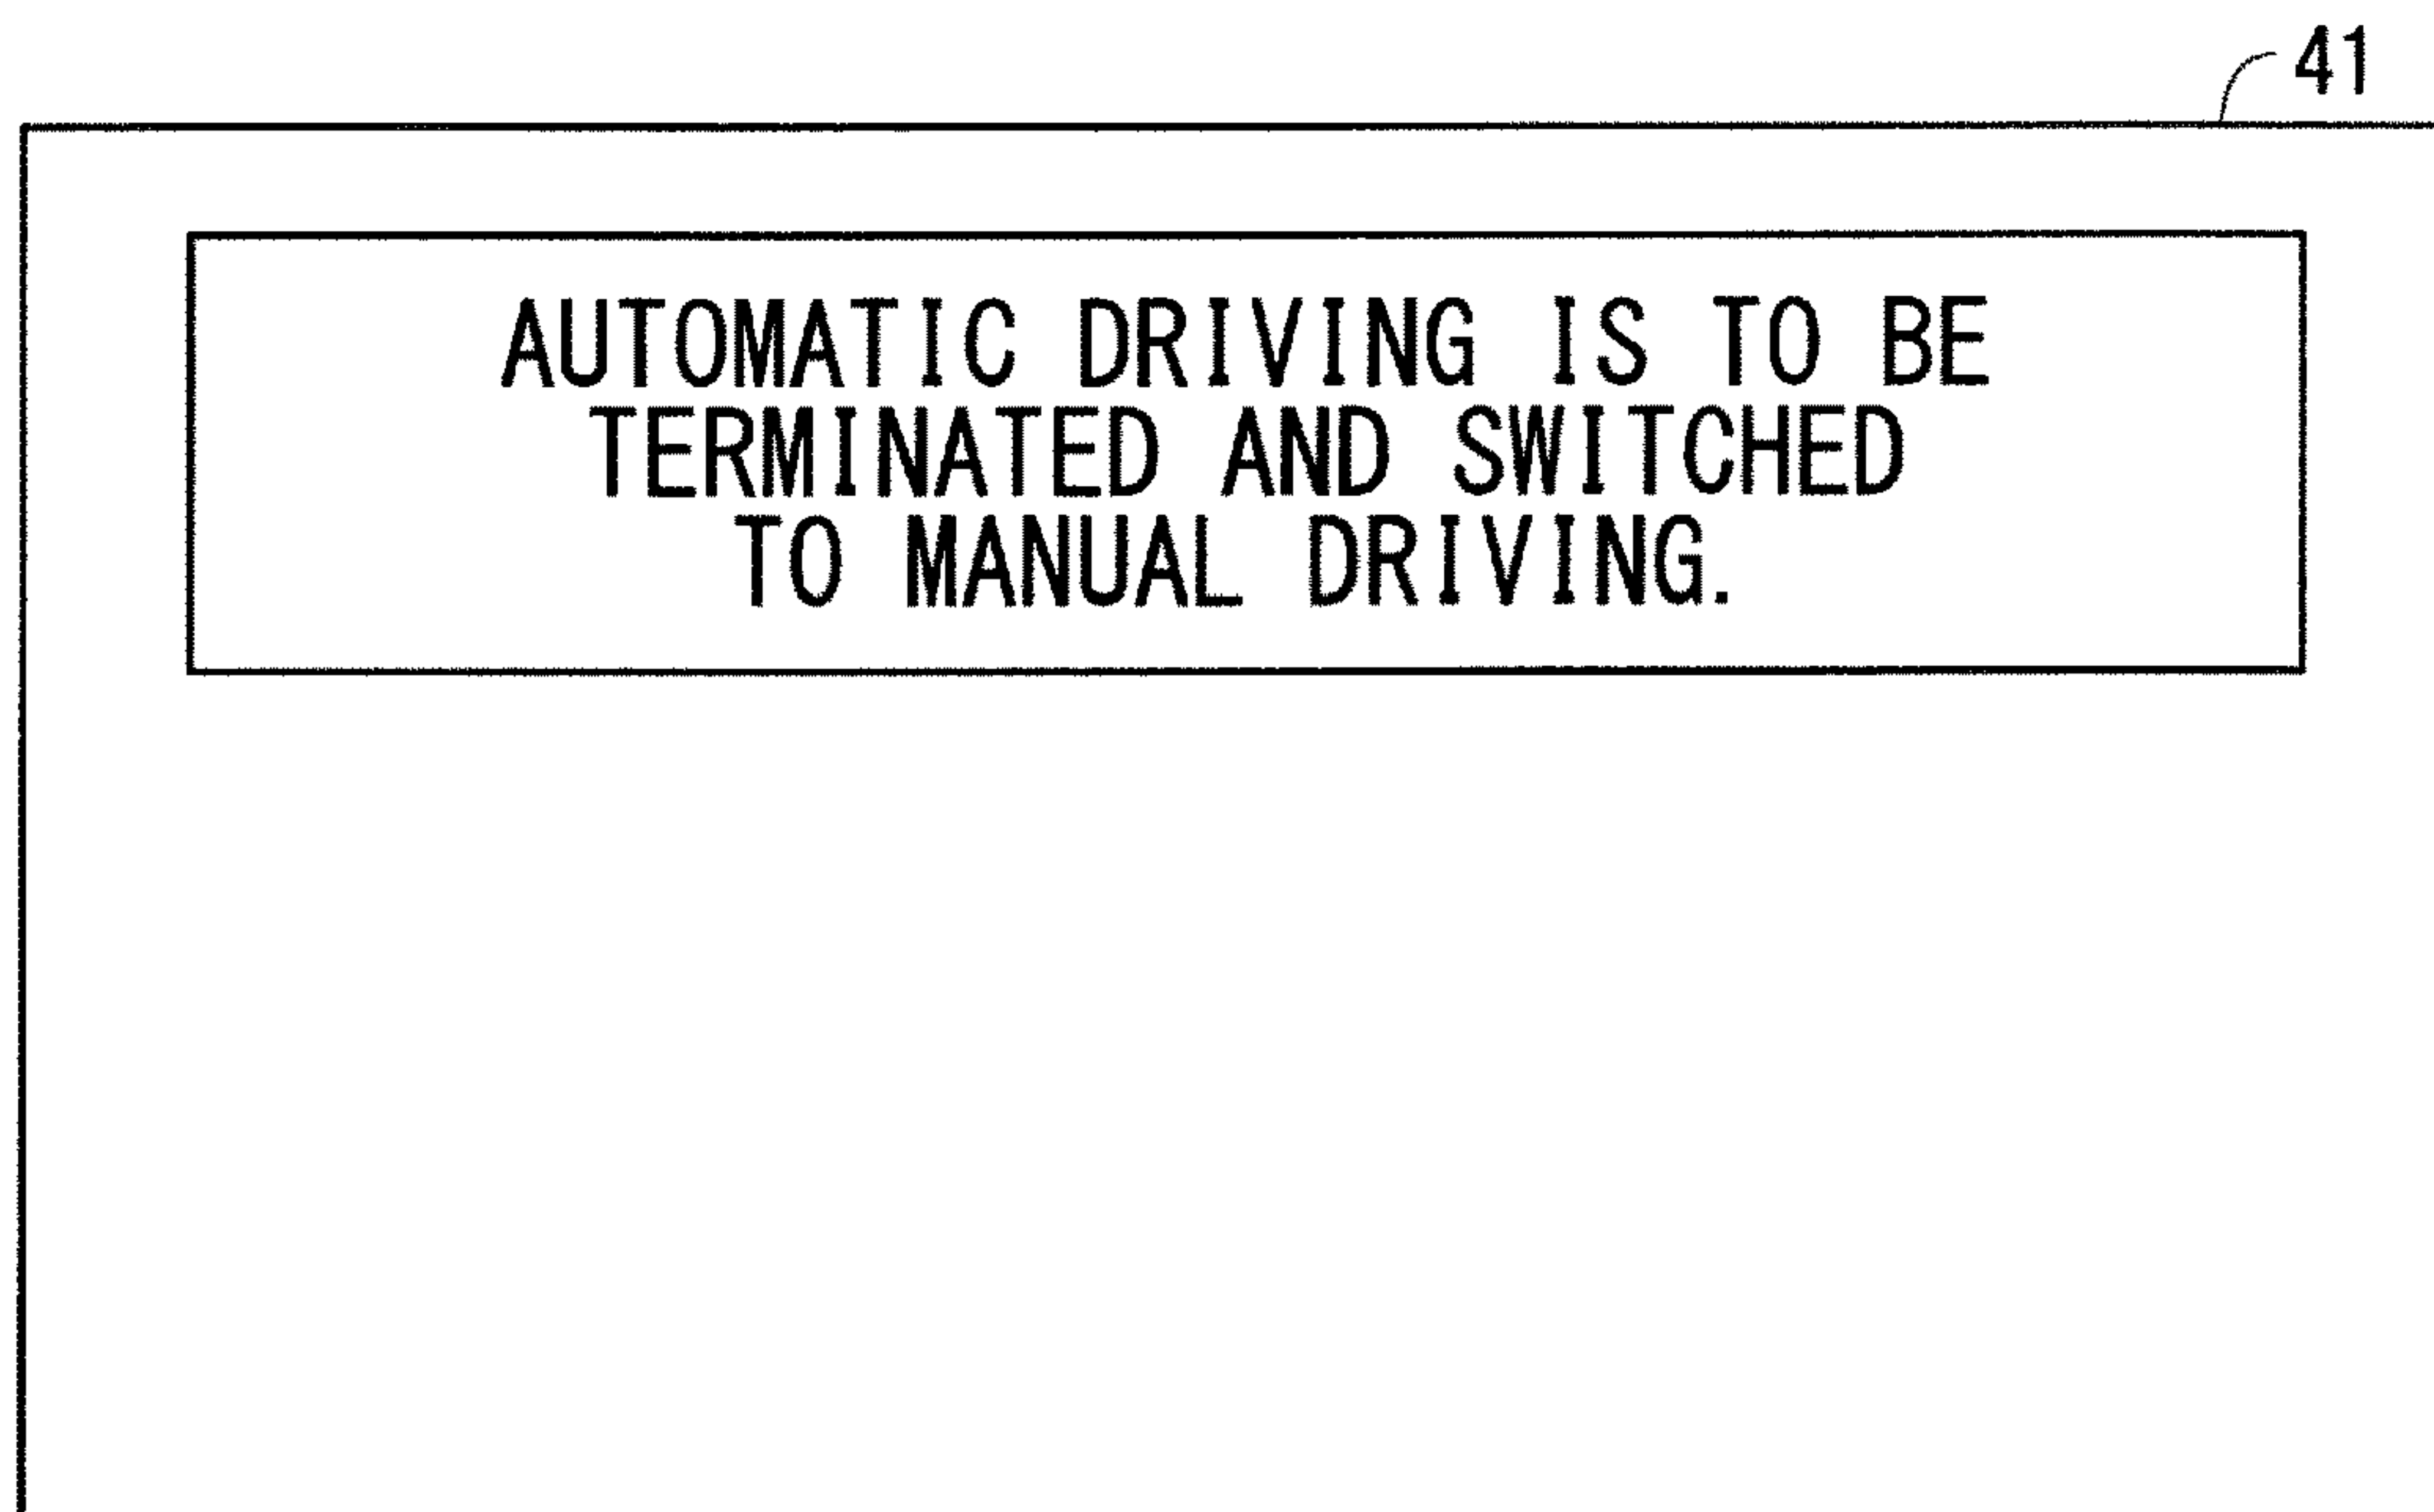 41
AUTOMATIC DRIVING IS TO BE
TERMINATED AND SWITCHED
TO MANUAL DRIVING.